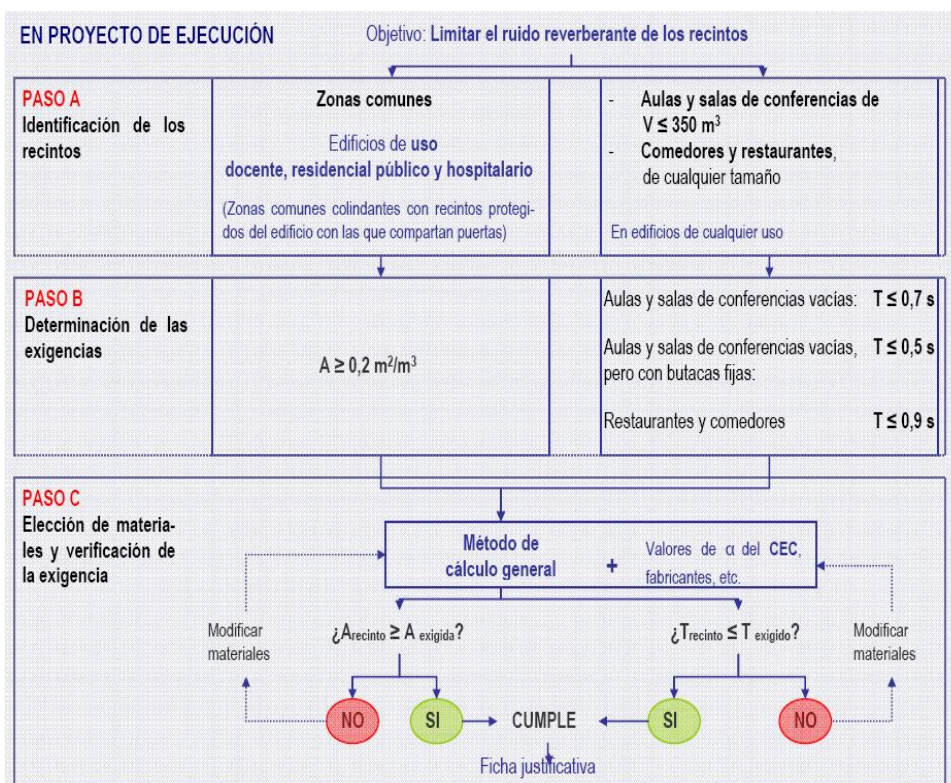 EN PROYECTO DE EJECUCIÓN
Objetivo: Limitar el ruido reverberante de los recintos
PASO A
Identificación de los
recintos
Zonas comunes
Edificios de uso
docente, residencial público y hospitalario
(Zonas comunes colindantes con recintos protegi-
dos del edificio con las que compartan puertas)
- Aulas y salas de conferencias de
V ≤ 350 m³
- Comedores y restaurantes,
de cualquier tamaño
En edificios de cualquier uso
PASO B
Determinación de las
exigencias
A ≥ 0,2 m²/m³
Aulas y salas de conferencias vacías: T ≤ 0,7 s
Aulas y salas de conferencias vacías, T ≤ 0,5 s
pero con butacas fijas:
Restaurantes y comedores T ≤ 0,9 s
PASO C
Elección de materia-
les y verificación de
la exigencia
Método de
cálculo general
+
Valores de α del CEC,
fabricantes, etc.
Modificar
materiales
¿Arecinto ≥ A exigida?
¿Trecinto ≤ T exigido?
Modificar
materiales
NO
SI
CUMPLE
SI
NO
Ficha justificativa